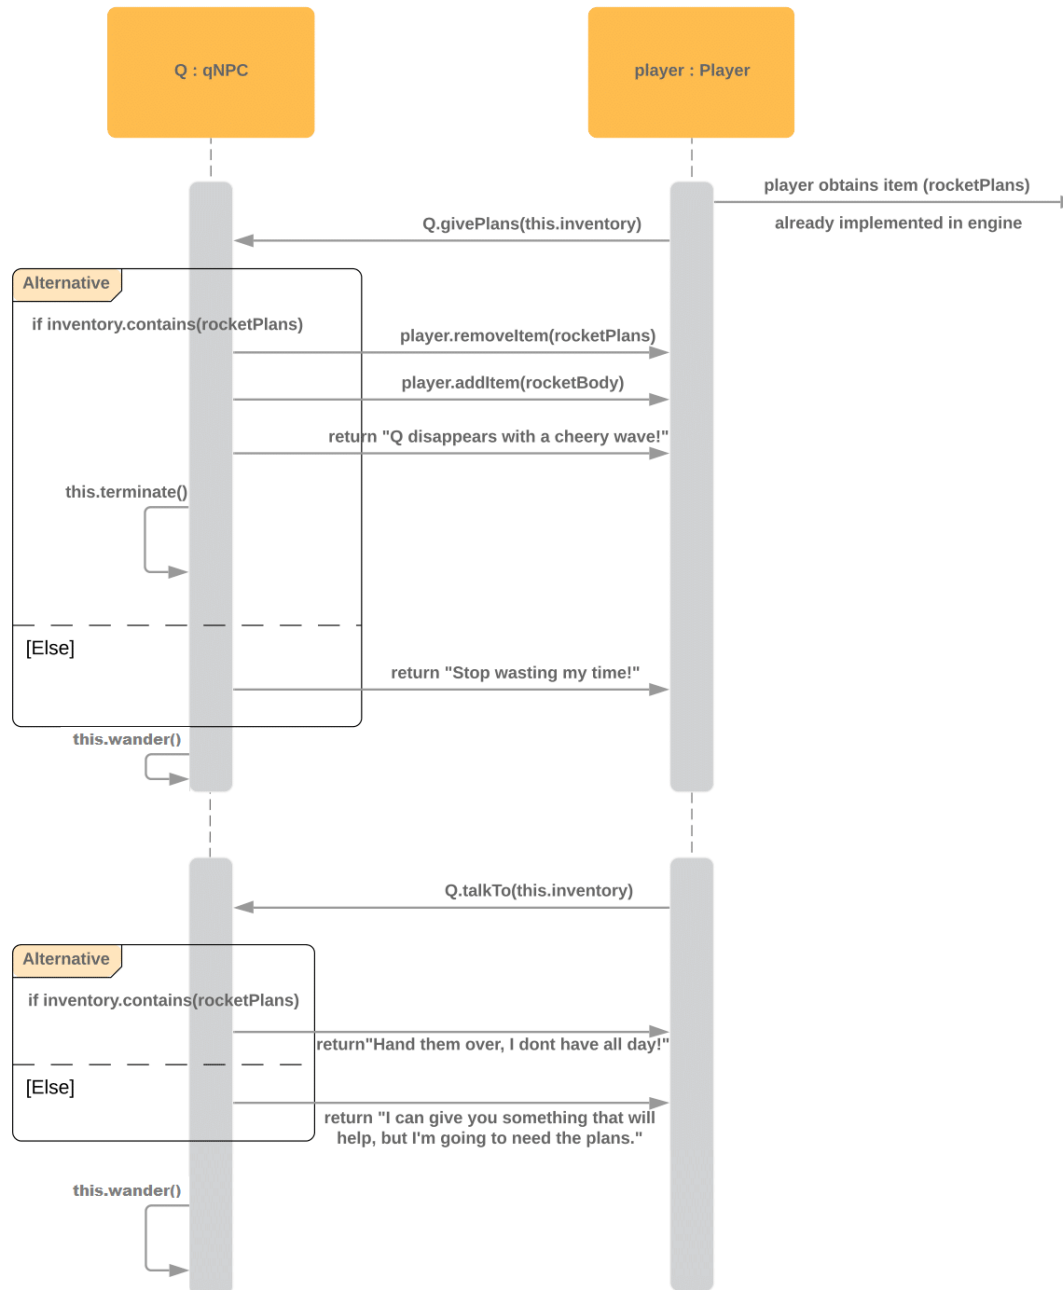 Q : qNPC
player : Player
player obtains item (rocketPlans)
already implemented in engine
Q.givePlans(this.inventory)
Alternative
if inventory.contains(rocketPlans)
player.removeItem(rocketPlans)
player.addItem(rocketBody)
return "Q disappears with a cheery wave!"
this.terminate()
[Else]
return "Stop wasting my time!"
this.wander()
Q.talkTo(this.inventory)
Alternative
if inventory.contains(rocketPlans)
return"Hand them over, I dont have all day!"
[Else]
return "I can give you something that will
help, but I'm going to need the plans."
this.wander()